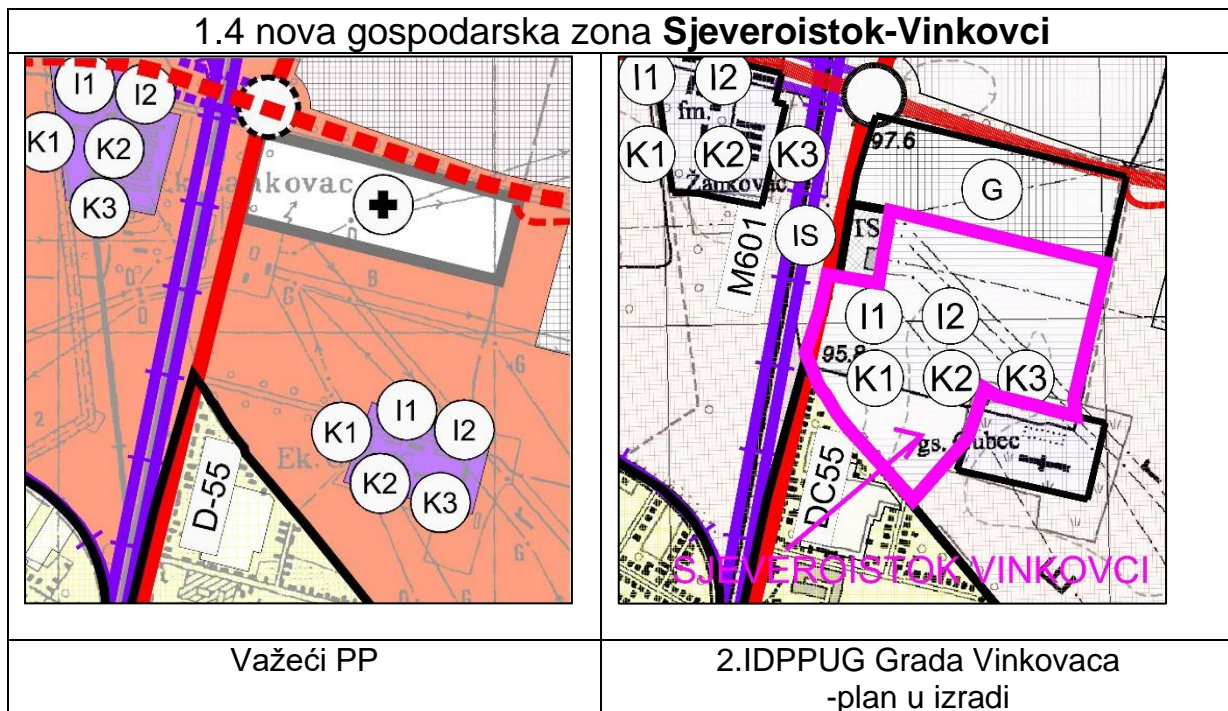 1.4 nova gospodarska zona Sjeveroistok-Vinkovci
I1
I2
K1
K2
K3
D-55
K1
I1
I2
K2
K3
I1
I2
fm.
K1
K2
K3
Žankovac
97.6
G
TS
IS
M601
I1
I2
95.8
K1
K2
K3
DC55
SJEVEROISTOK VINKOVCI
Važeći PP
2.IDPPUG Grada Vinkovaca
-plan u izradi